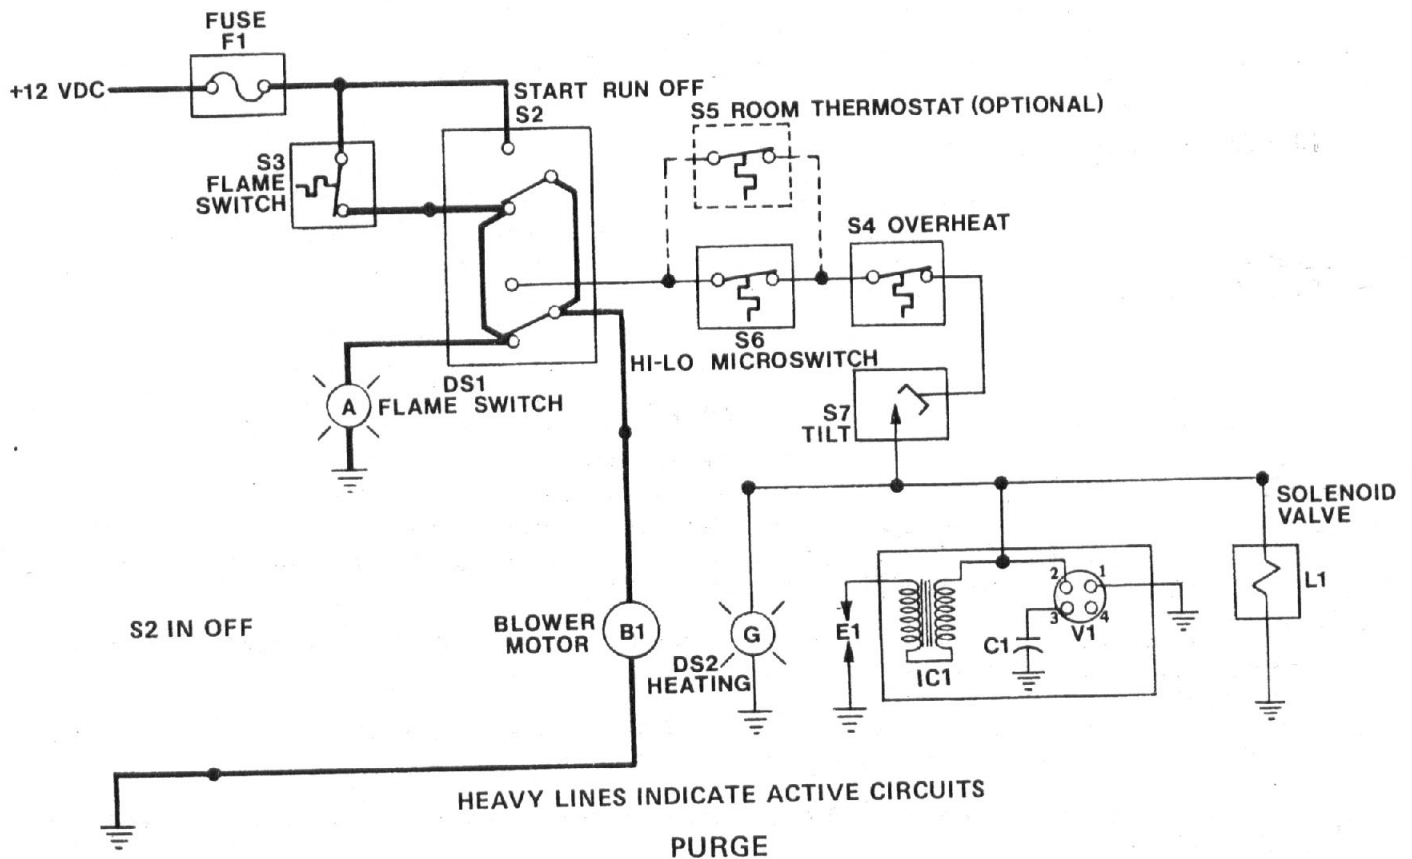 FUSE
F1
+12 VDC
START RUN OFF
S2
S5 ROOM THERMOSTAT (OPTIONAL)
S3
FLAME
SWITCH
S4 OVERHEAT
S6
HI-LO MICROSWITCH
DS1
A FLAME SWITCH
S7
TILT
SOLENOID
VALVE
L1
S2 IN OFF
BLOWER
MOTOR
B1
G
DS2
HEATING
E1
IC1
C1
2 1
3 4
V1
HEAVY LINES INDICATE ACTIVE CIRCUITS
PURGE